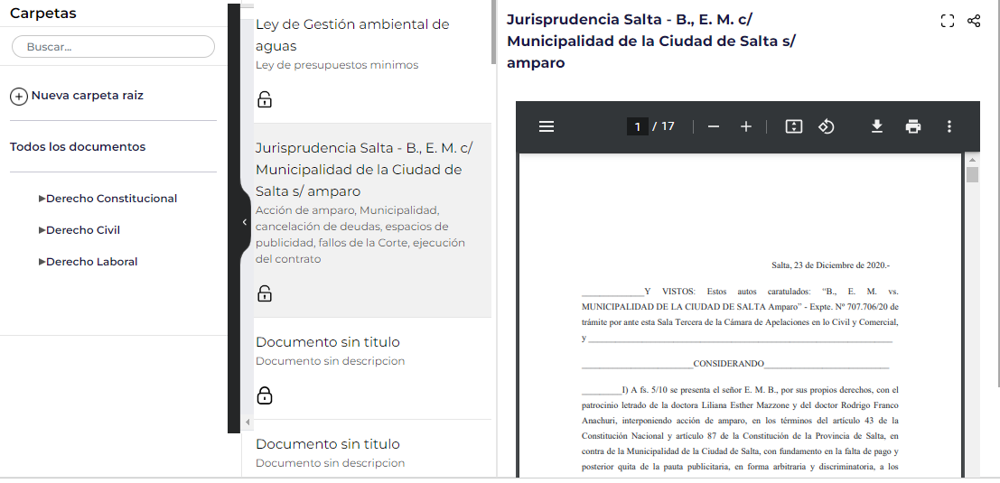 Carpetas
Buscar...
Nueva carpeta raiz
Todos los documentos
Derecho Constitucional
Derecho Civil
Derecho Laboral
Ley de Gestión ambiental de
aguas
Ley de presupuestos minimos
Jurisprudencia Salta - B., E. M. c/
Municipalidad de la Ciudad de
Salta s/ amparo
Acción de amparo, Municipalidad,
cancelación de deudas, espacios de
publicidad, fallos de la Corte, ejecución
del contrato
Documento sin titulo
Documento sin descripcion
Documento sin titulo
Documento sin descripcion
Jurisprudencia Salta - B., E. M. c/
Municipalidad de la Ciudad de Salta s/
amparo
1 / 17
Salta, 23 de Diciembre de 2020.-
______________Y VISTOS: Estos autos caratulados: “B., E. M. vs.
MUNICIPALIDAD DE LA CIUDAD DE SALTA Amparo” - Expte. Nº 707.706/20 de
trámite por ante esta Sala Tercera de la Cámara de Apelaciones en lo Civil y Comercial,
y ____________________________________________________________________
_________________________CONSIDERANDO____________________________
_________I) A fs. 5/10 se presenta el señor E. M. B., por sus propios derechos, con el
patrocinio letrado de la doctora Liliana Esther Mazzone y del doctor Rodrigo Franco
Anachuri, interponiendo acción de amparo, en los términos del artículo 43 de la
Constitución Nacional y artículo 87 de la Constitución de la Provincia de Salta, en
contra de la Municipalidad de la Ciudad de Salta, con fundamento en la falta de pago y
posterior quita de la pauta publicitaria, en forma arbitraria y discriminatoria, a los